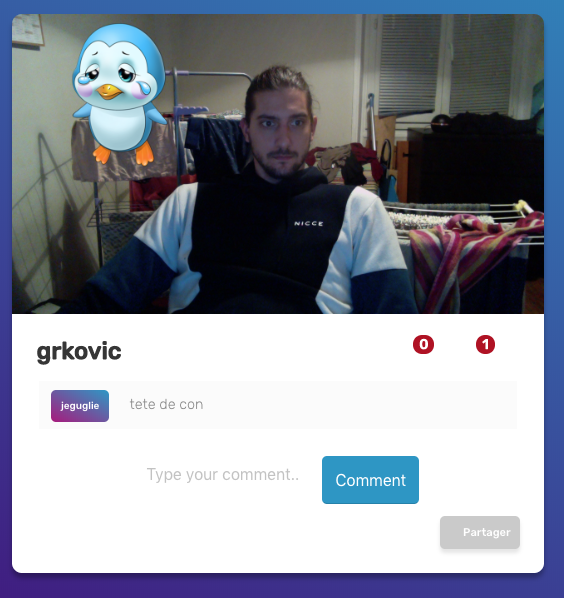 NICCE
grkovic
0
1
jeguglie
tete de con
Type your comment..
Comment
Partager